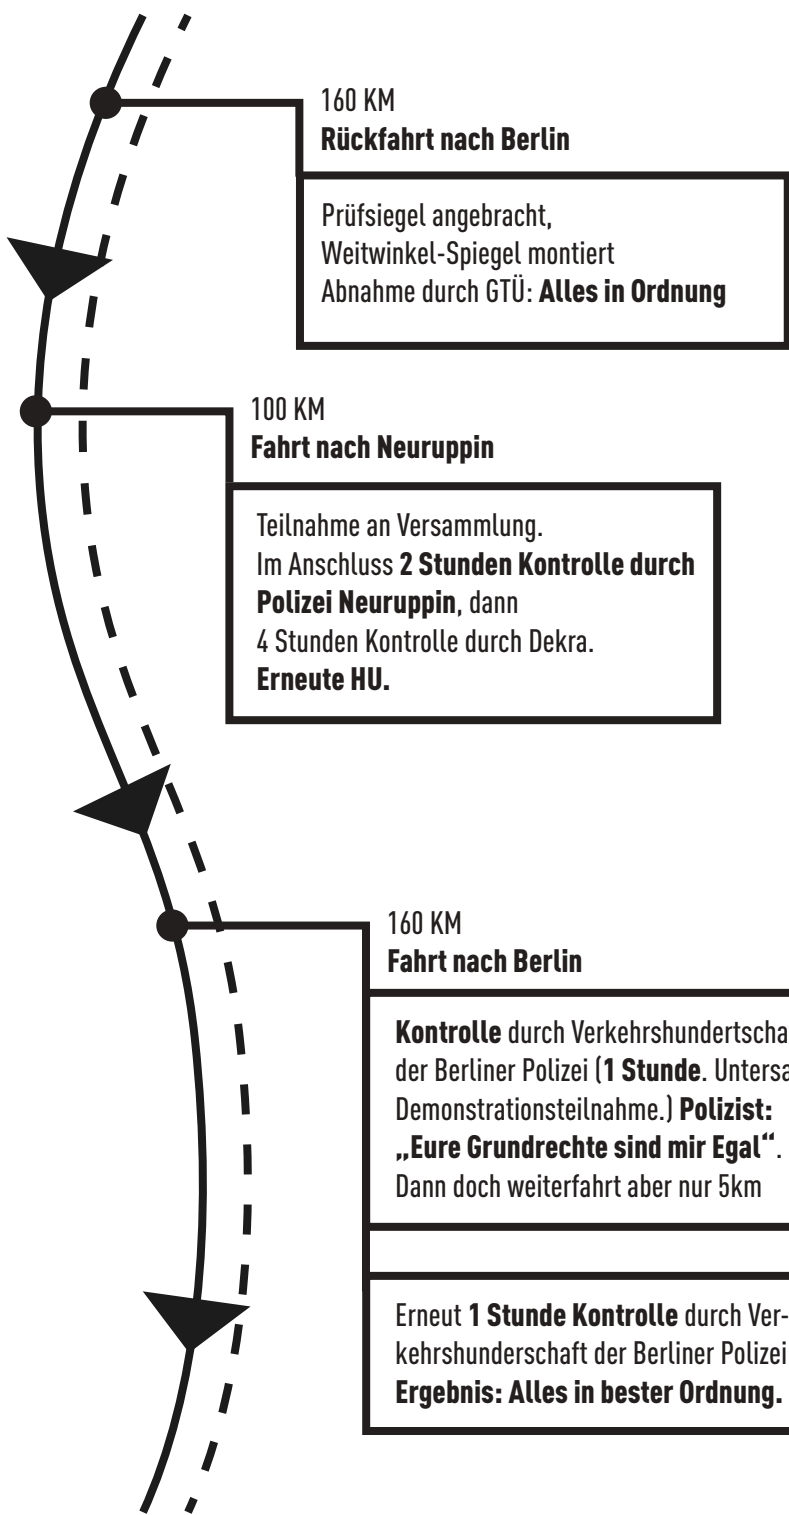 160 KM
Rückfahrt nach Berlin
Prüfsiegel angebracht,
Weitwinkel-Spiegel montiert
Abnahme durch GTÜ: Alles in Ordnung
100 KM
Fahrt nach Neuruppin
Teilnahme an Versammlung.
Im Anschluss 2 Stunden Kontrolle durch
Polizei Neuruppin, dann
4 Stunden Kontrolle durch Dekra.
Erneute HU.
160 KM
Fahrt nach Berlin
Kontrolle durch
der Berliner Polizei (1 Stunde.
Demonstrationsteilnahme.) Polizist:
„Eure Grundrechte sind mir Egal“.
Dann doch weiterfahrt aber nur 5km
Erneut 1 Stunde Kontrolle durch Ver-
kehrshunderschaft der Berliner Polizei
Ergebnis: Alles in bester Ordnung.